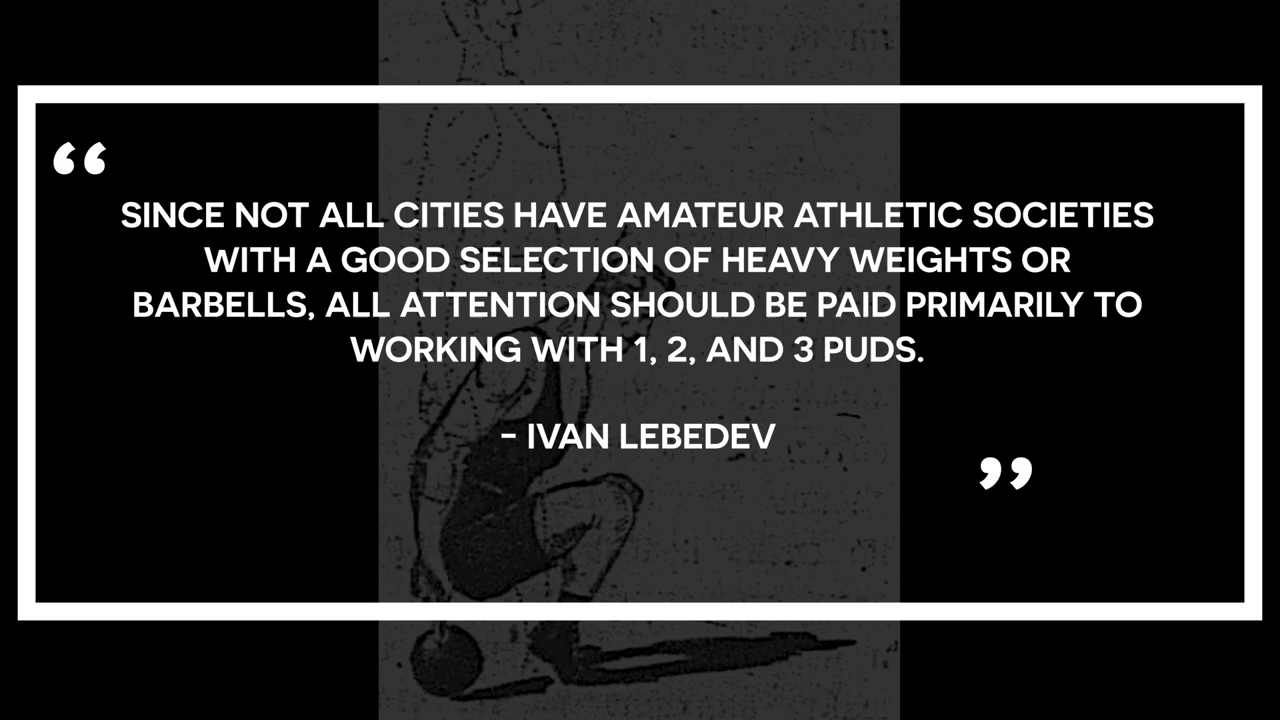 “
SINCE NOT ALL CITIES HAVE AMATEUR ATHLETIC SOCIETIES
WITH A GOOD SELECTION OF HEAVY WEIGHTS OR
BARBELLS, ALL ATTENTION SHOULD BE PAID PRIMARILY TO
WORKING WITH 1, 2, AND 3 PUDS.
- IVAN LEBEDEV
”